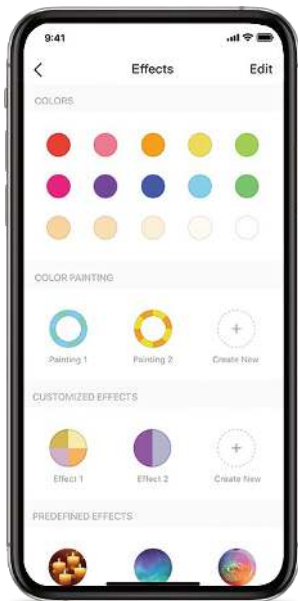 9:41
Effects Edit
COLORS
COLOR PAINTING
Painting 1 Painting 2 Create New
CUSTOMIZED EFFECTS
Effect 1 Effect 2 Create New
PREDEFINED EFFECTS